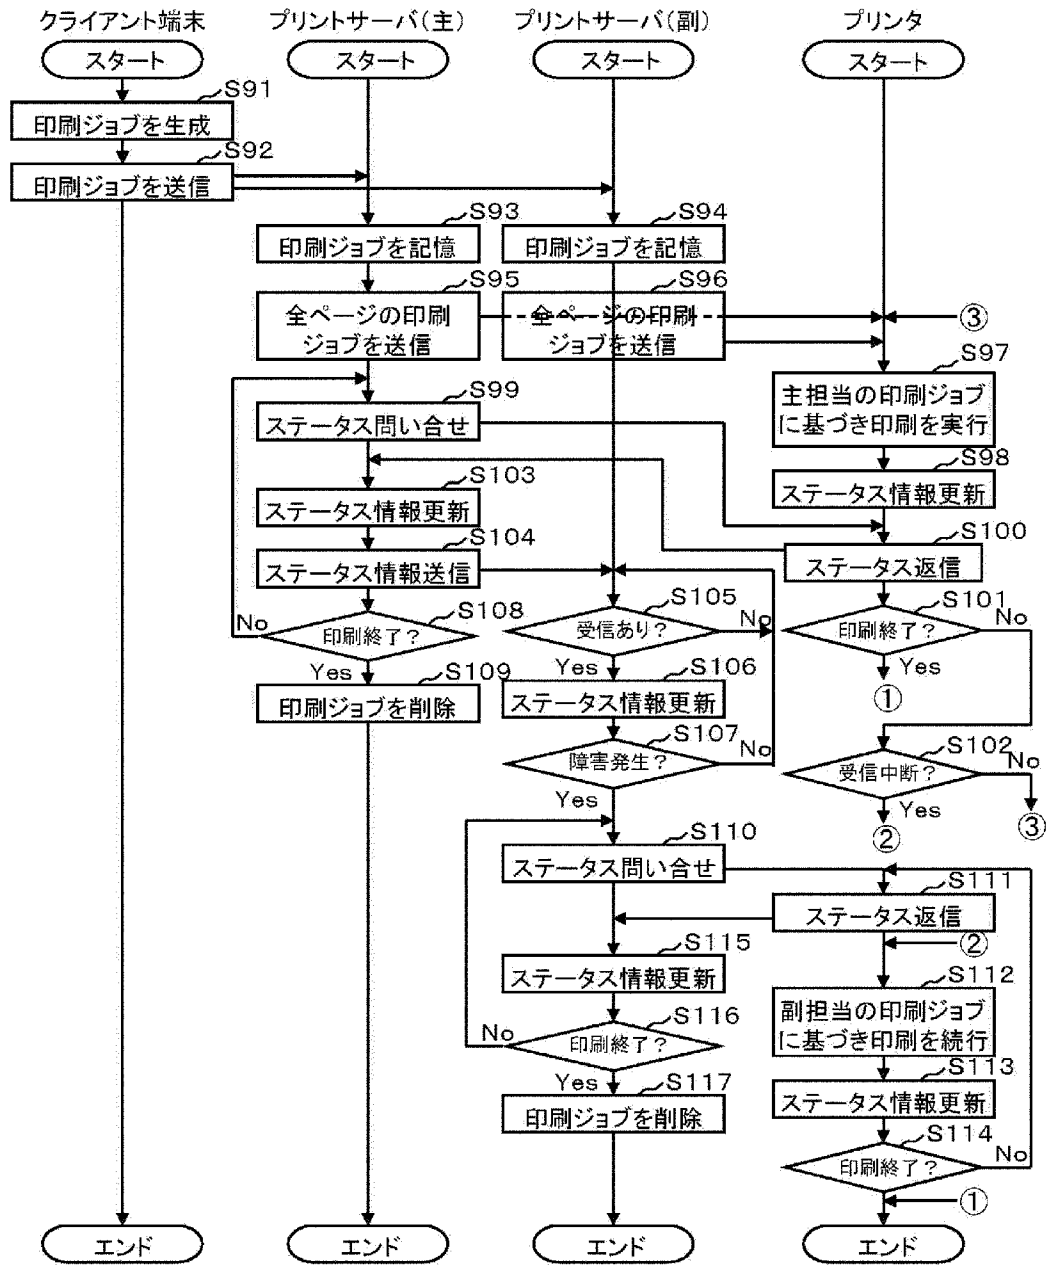 クライアント端末
プリントサーバ(主)
プリントサーバ(副)
プリンタ
スタート
スタート
スタート
スタート
S91
印刷ジョブを生成
S92
印刷ジョブを送信
S93
印刷ジョブを記憶
S94
印刷ジョブを記憶
S95
全ページの印刷
ジョブを送信
S96
全ページの印刷
ジョブを送信
③
S97
主担当の印刷ジョブ
に基づき印刷を実行
S99
ステータス問い合せ
S98
ステータス情報更新
S103
ステータス情報更新
S100
ステータス返信
S104
ステータス情報送信
S108
印刷終了?
No
Yes
S105
受信あり?
No
Yes
S101
印刷終了?
No
Yes
①
S109
印刷ジョブを削除
S106
ステータス情報更新
S107
障害発生?
No
Yes
S102
受信中断?
No
Yes
②
③
S110
ステータス問い合せ
S111
ステータス返信
②
S115
ステータス情報更新
S112
副担当の印刷ジョブ
に基づき印刷を続行
S116
印刷終了?
No
Yes
S113
ステータス情報更新
S117
印刷ジョブを削除
S114
印刷終了?
No
①
エンド
エンド
エンド
エンド